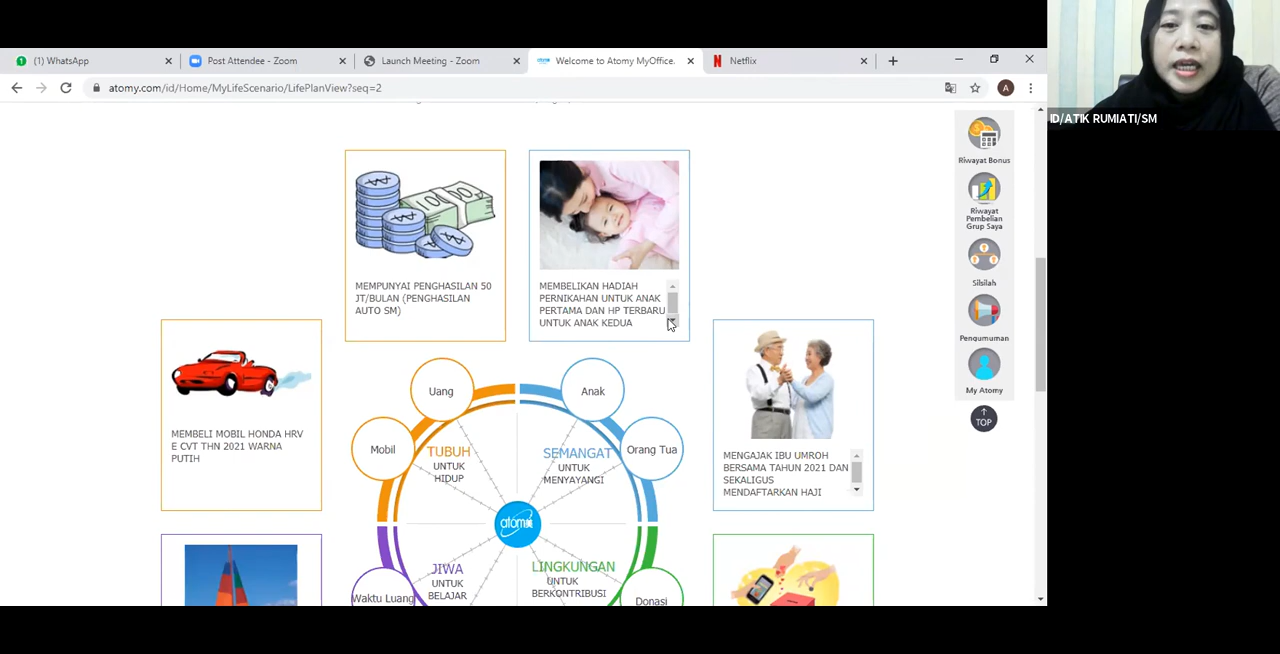 (1) WhatsApp
Post Attendee - Zoom
Launch Meeting - Zoom
Welcome to Atomy MyOffice.
Netflix
atomy.com/id/Home/MyLifeScenario/LifePlanView?seq=2
A
ID/ATIK RUMIATI/SM
Riwayat Bonus
Riwayat
Pembelian
Grup Saya
Silsilah
Pengumuman
My Atomy
TOP
MEMPUNYAI PENGHASILAN 50
JT/BULAN (PENGHASILAN
AUTO SM)
MEMBELIKAN HADIAH
PERNIKAHAN UNTUK ANAK
PERTAMA DAN HP TERBARU
UNTUK ANAK KEDUA
MEMBELI MOBIL HONDA HRV
E CVT THN 2021 WARNA
PUTIH
MENGAJAK IBU UMROH
BERSAMA TAHUN 2021 DAN
SEKALIGUS
MENDAFTARKAN HAJI
Uang
Anak
Mobil
Orang Tua
TUBUH
UNTUK
HIDUP
SEMANGAT
UNTUK
MENYAYANGI
atomy
JIWA
UNTUK
BELAJAR
LINGKUNGAN
UNTUK
BERKONTRIBUSI
Waktu Luang
Donasi